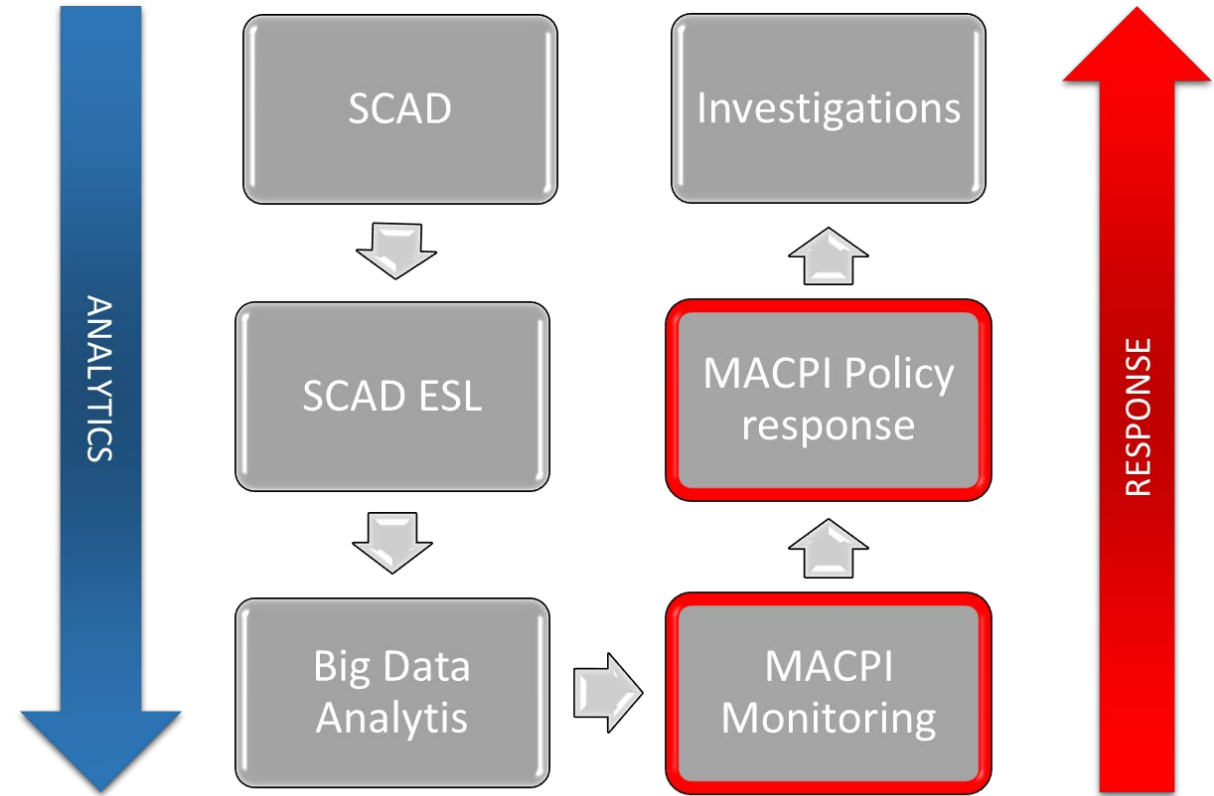 ANALYTICS
SCAD
SCAD ESL
Big Data
Analytis
MACPI
Monitoring
MACPI Policy
response
Investigations
RESPONSE